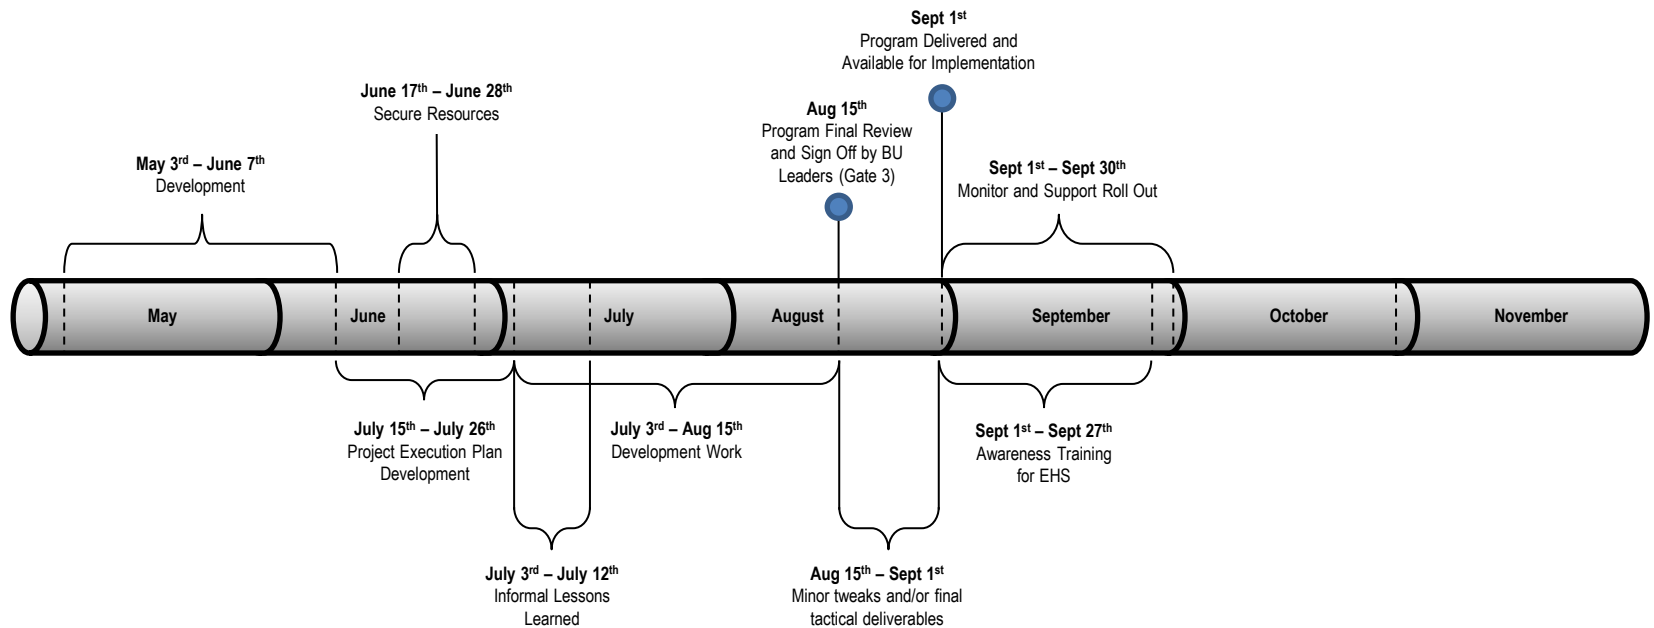 Sept 1st
Program Delivered and
Available for Implementation
June 17th – June 28th
Secure Resources
Aug 15th
Program Final Review
and Sign Off by BU
Leaders (Gate 3)
May 3rd – June 7th
Development
Sept 1st – Sept 30th
Monitor and Support Roll Out
May
June
July
August
September
October
November
July 15th – July 26th
Project Execution Plan
Development
July 3rd – Aug 15th
Development Work
Sept 1st – Sept 27th
Awareness Training
for EHS
July 3rd – July 12th
Informal Lessons
Learned
Aug 15th – Sept 1st
Minor tweaks and/or final
tactical deliverables